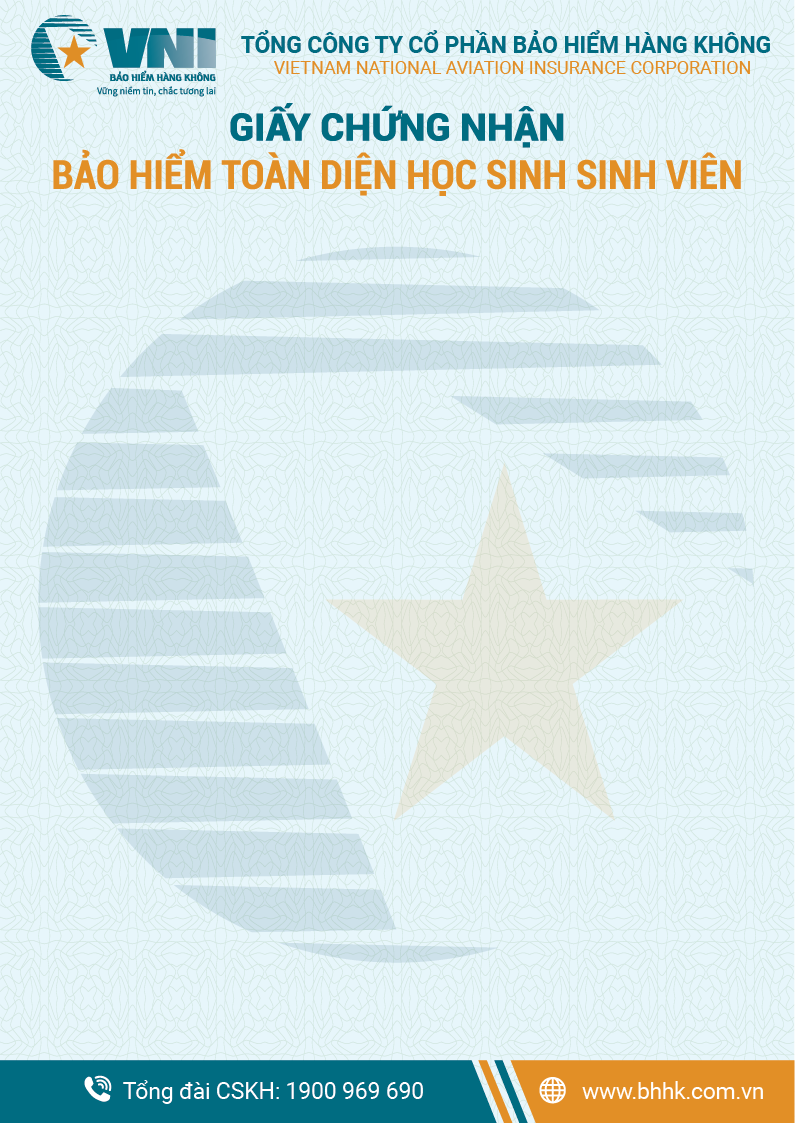 VNI
BẢO HIỂM HÀNG KHÔNG
Vững niềm tin, chắc tương lai
TỔNG CÔNG TY CỔ PHẦN BẢO HIỂM HÀNG KHÔNG
VIETNAM NATIONAL AVIATION INSURANCE CORPORATION
GIẤY CHỨNG NHẬN
BẢO HIỂM TOÀN DIỆN HỌC SINH SINH VIÊN
Tổng đài CSKH: 1900 969 690
www.bhhk.com.vn